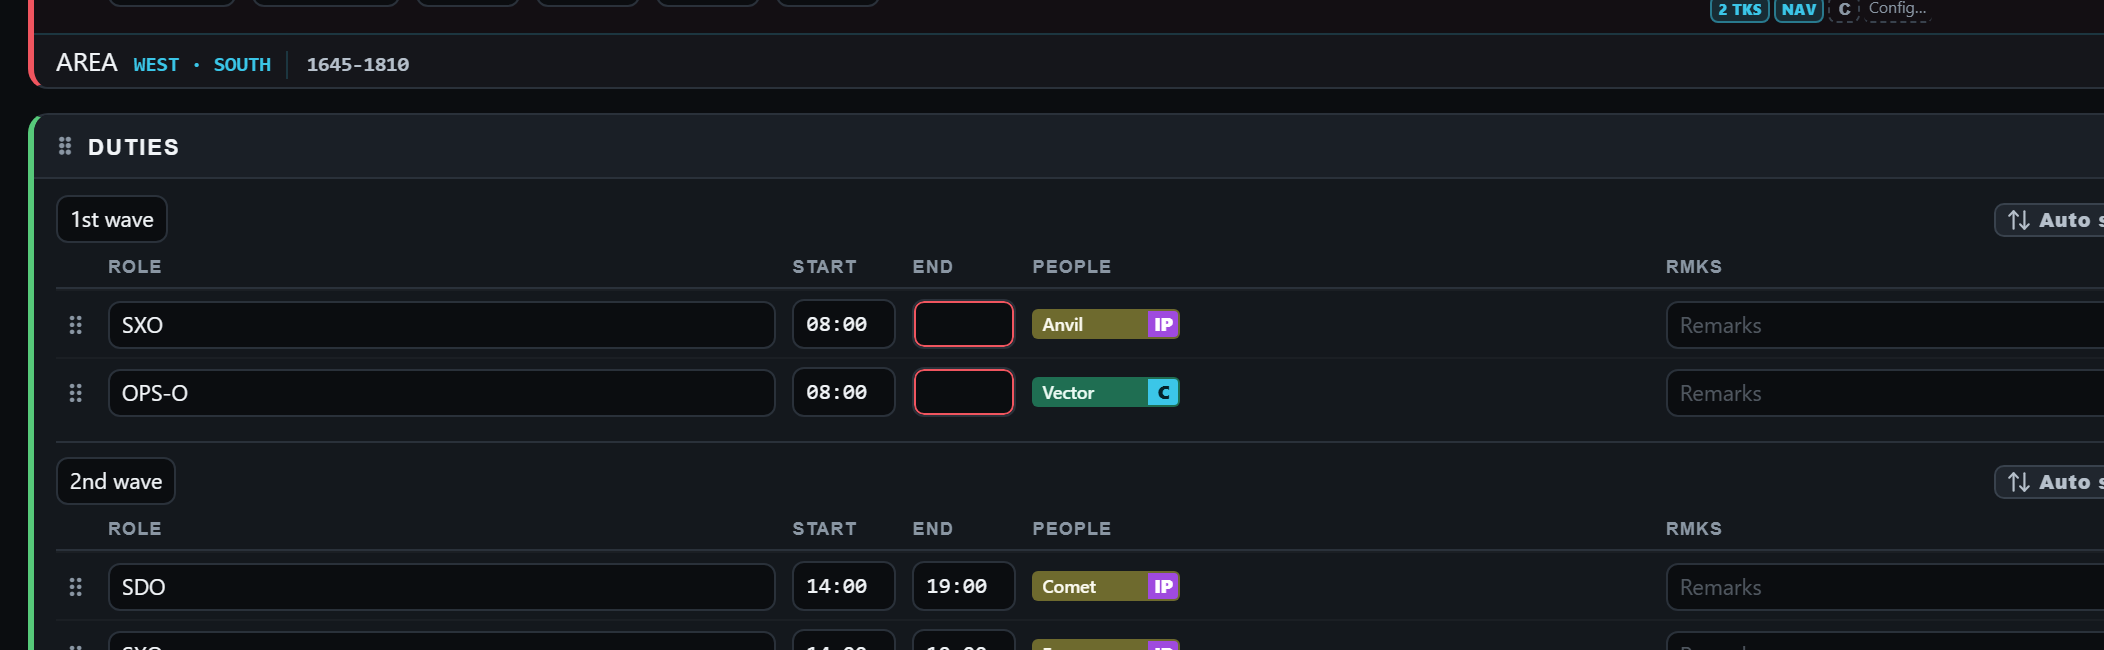 2 TKS NAV C Config...
AREA WEST · SOUTH 1645-1810
DUTIES
1st wave
Auto
ROLE START END PEOPLE RMKS
SXO 08:00 Anvil IP Remarks
OPS-O 08:00 Vector C Remarks
2nd wave
Auto
ROLE START END PEOPLE RMKS
SDO 14:00 19:00 Comet IP Remarks